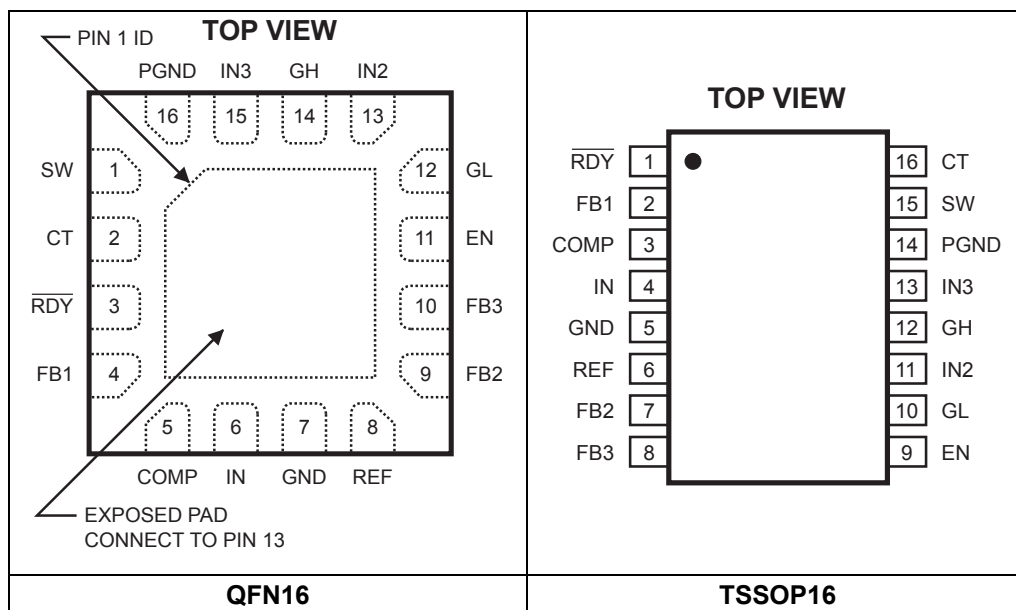 TOP VIEW
PIN 1 ID
PGND IN3 GH IN2
16 15 14 13
SW 1 12 GL
CT 2 11 EN
RDY 3 10 FB3
FB1 4 9 FB2
5 6 7 8
COMP IN GND REF
EXPOSED PAD
CONNECT TO PIN 13
QFN16
TOP VIEW
RDY 1 16 CT
FB1 2 15 SW
COMP 3 14 PGND
IN 4 13 IN3
GND 5 12 GH
REF 6 11 IN2
FB2 7 10 GL
FB3 8 9 EN
TSSOP16